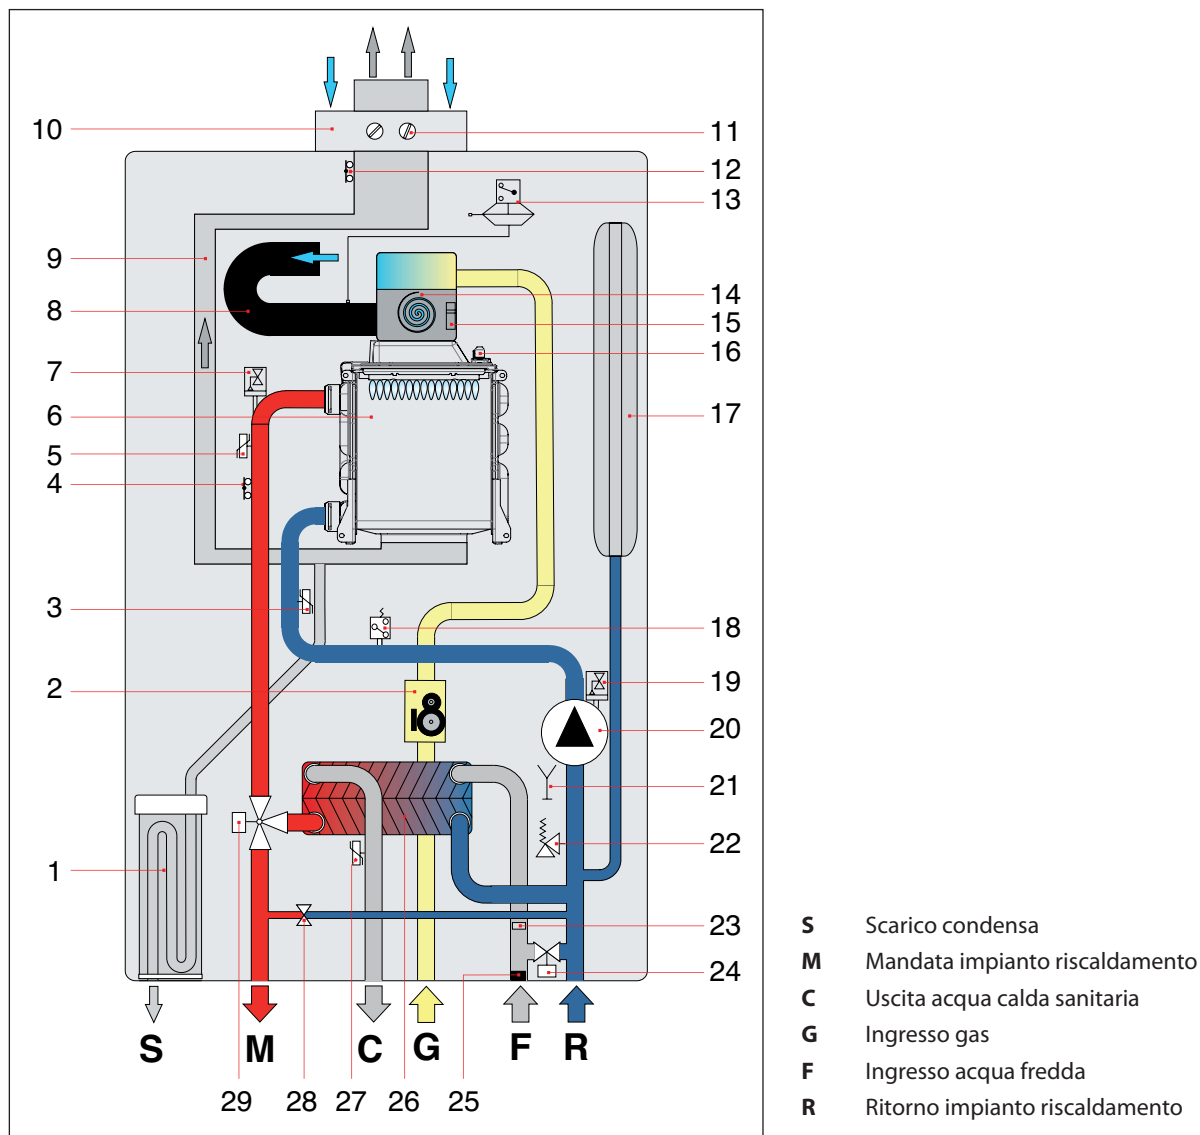 10
11
12
13
9
14
8
15
16
7
6
17
5
4
3
18
2
19
20
21
1
22
23
24
S
M
C
G
F
R
29
28
27
26
25
S Scarico condensa
M Mandata impianto riscaldamento
C Uscita acqua calda sanitaria
G Ingresso gas
F Ingresso acqua fredda
R Ritorno impianto riscaldamento